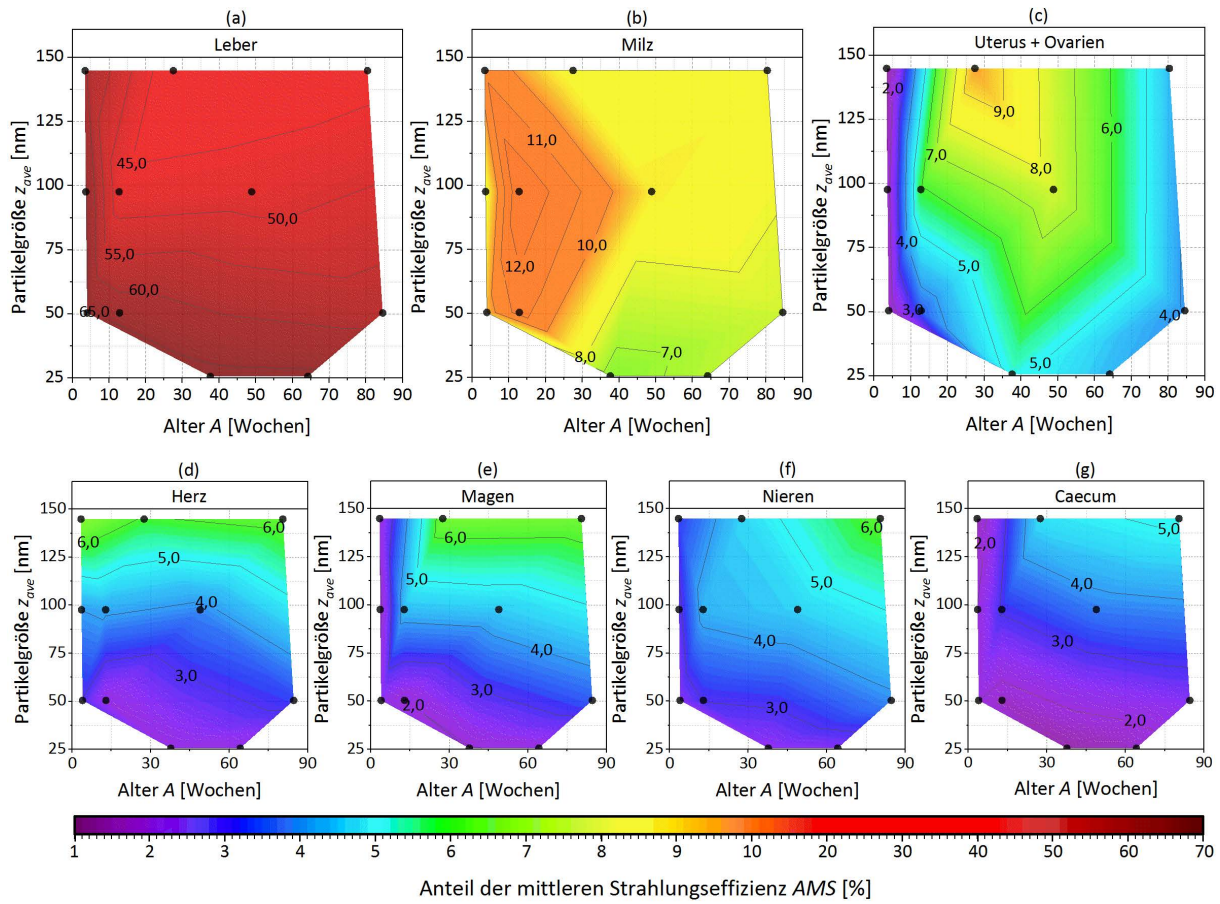 (a)
Leber
150
125
100
75
50
25
Partikelgröße z_ave [nm]
0 10 20 30 40 50 60 70 80 90
Alter A [Wochen]
45,0
50,0
55,0
60,0
65,0
(b)
Milz
150
125
100
75
50
25
Partikelgröße z_ave [nm]
0 10 20 30 40 50 60 70 80 90
Alter A [Wochen]
11,0
10,0
12,0
8,0
7,0
(c)
Uterus + Ovarien
150
125
100
75
50
25
Partikelgröße z_ave [nm]
0 10 20 30 40 50 60 70 80 90
Alter A [Wochen]
2,0
9,0
6,0
7,0
8,0
4,0
5,0
3,0
4,0
5,0
(d)
Herz
150
125
100
75
50
25
Partikelgröße z_ave [nm]
0 30 60 90
Alter A [Wochen]
6,0
6,0
5,0
4,0
3,0
(e)
Magen
150
125
100
75
50
25
Partikelgröße z_ave [nm]
0 30 60 90
Alter A [Wochen]
6,0
5,0
4,0
3,0
2,0
(f)
Nieren
150
125
100
75
50
25
Partikelgröße z_ave [nm]
0 30 60 90
Alter A [Wochen]
6,0
5,0
4,0
3,0
(g)
Caecum
150
125
100
75
50
25
Partikelgröße z_ave [nm]
0 30 60 90
Alter A [Wochen]
2,0
5,0
4,0
3,0
2,0
1 2 3 4 5 6 7 8 9 10 20 30 40 50 60 70
Anteil der mittleren Strahlungseffizienz AMS [%]